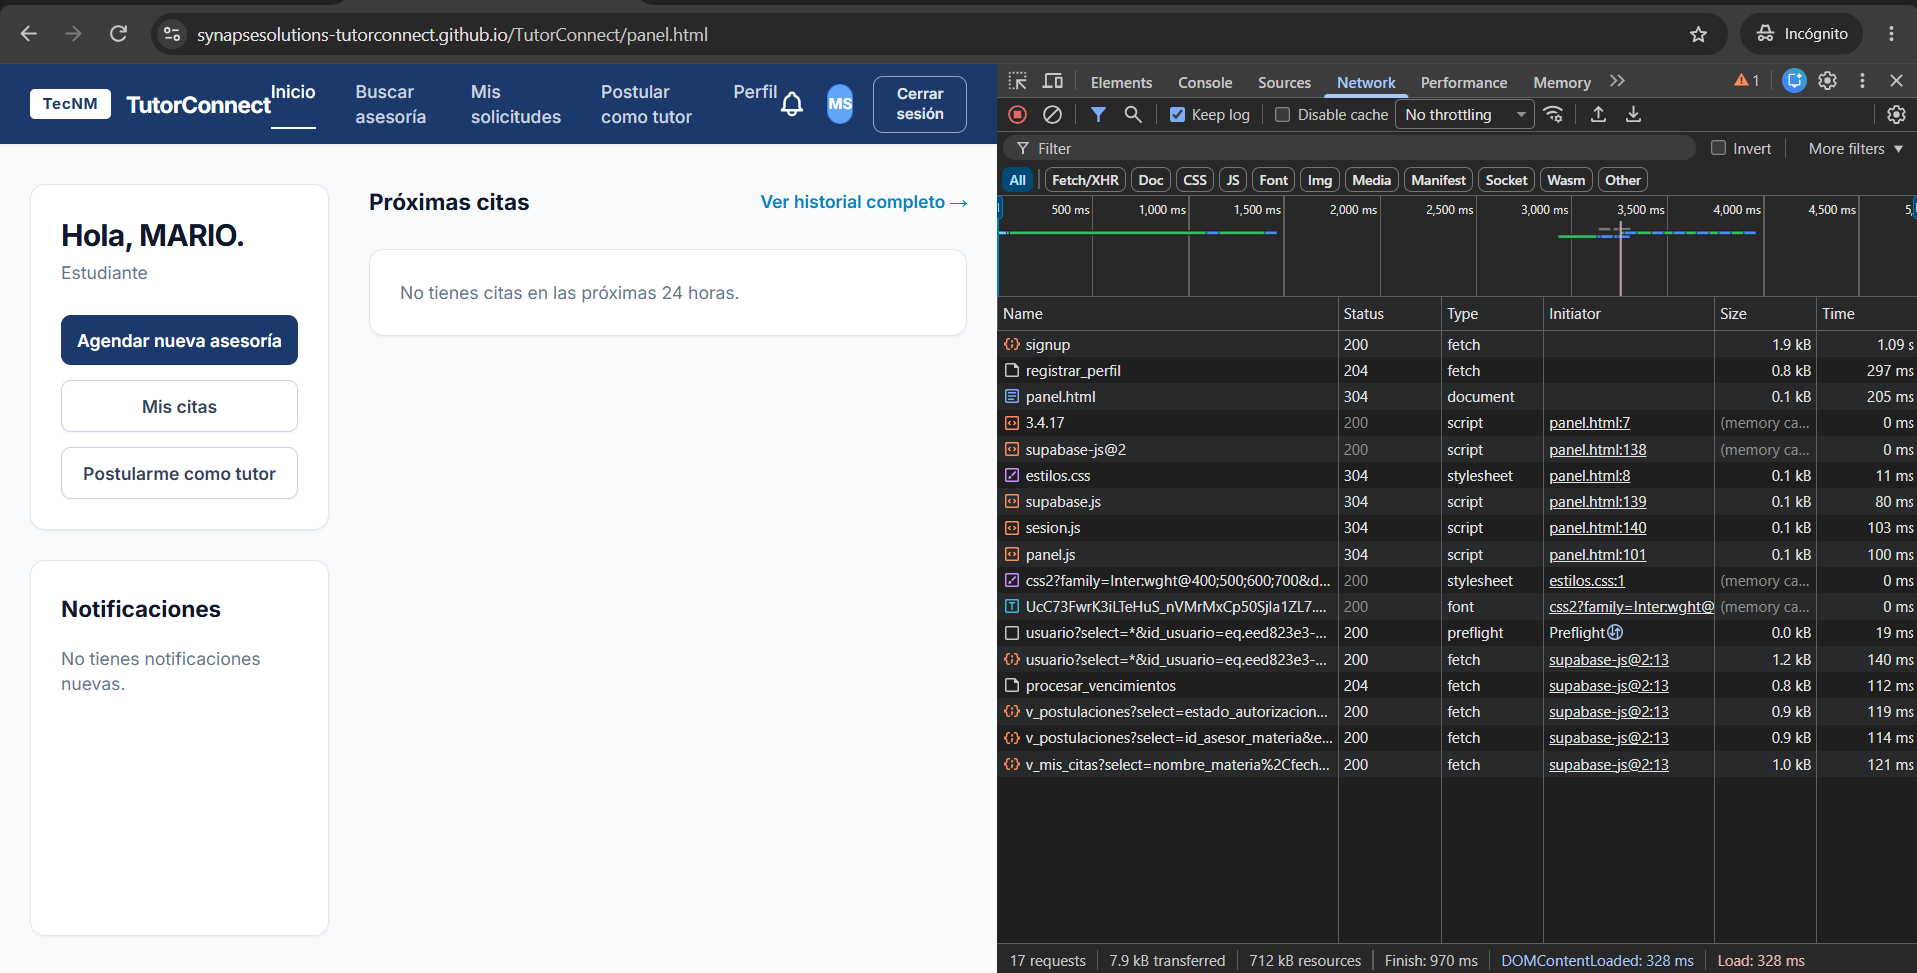 synapsesolutions-tutorconnect.github.io/TutorConnect/panel.html
Incógnito
TecNM
TutorConnect
Inicio
Buscar
asesoría
Mis
solicitudes
Postular
como tutor
Perfil
MS
Cerrar
sesión
Hola, MARIO.
Estudiante
Agendar nueva asesoría
Mis citas
Postularme como tutor
Notificaciones
No tienes notificaciones
nuevas.
Próximas citas
Ver historial completo →
No tienes citas en las próximas 24 horas.
Elements Console Sources Network Performance Memory 1
Keep log Disable cache No throttling
Filter Invert More filters
All Fetch/XHR Doc CSS JS Font Img Media Manifest Socket Wasm Other
500 ms 1,000 ms 1,500 ms 2,000 ms 2,500 ms 3,000 ms 3,500 ms 4,000 ms 4,500 ms 5,
Name Status Type Initiator Size Time
signup 200 fetch 1.9 kB 1.09 s
registrar_perfil 204 fetch 0.8 kB 297 ms
panel.html 304 document 0.1 kB 205 ms
3.4.17 200 script panel.html:7 (memory ca... 0 ms
supabase-js@2 200 script panel.html:138 (memory ca... 0 ms
estilos.css 304 stylesheet panel.html:8 0.1 kB 11 ms
supabase.js 304 script panel.html:139 0.1 kB 80 ms
sesion.js 304 script panel.html:140 0.1 kB 103 ms
panel.js 304 script panel.html:101 0.1 kB 100 ms
css2?family=Inter:wght@400;500;600;700&d... 200 stylesheet estilos.css:1 (memory ca... 0 ms
UcC73FwrK3iLTeHuS_nVMrMxCp50SjIa1ZL7.... 200 font css2?family=Inter:wght@ (memory ca... 0 ms
usuario?select=*&id_usuario=eq.eed823e3-... 200 preflight Preflight 0.0 kB 19 ms
usuario?select=*&id_usuario=eq.eed823e3-... 200 fetch supabase-js@2:13 1.2 kB 140 ms
procesar_vencimientos 204 fetch supabase-js@2:13 0.8 kB 112 ms
v_postulaciones?select=estado_autorizacion... 200 fetch supabase-js@2:13 0.9 kB 119 ms
v_postulaciones?select=id_asesor_materia&e... 200 fetch supabase-js@2:13 0.9 kB 114 ms
v_mis_citas?select=nombre_materia%2Cfech... 200 fetch supabase-js@2:13 1.0 kB 121 ms
17 requests 7.9 kB transferred 712 kB resources Finish: 970 ms DOMContentLoaded: 328 ms Load: 328 ms